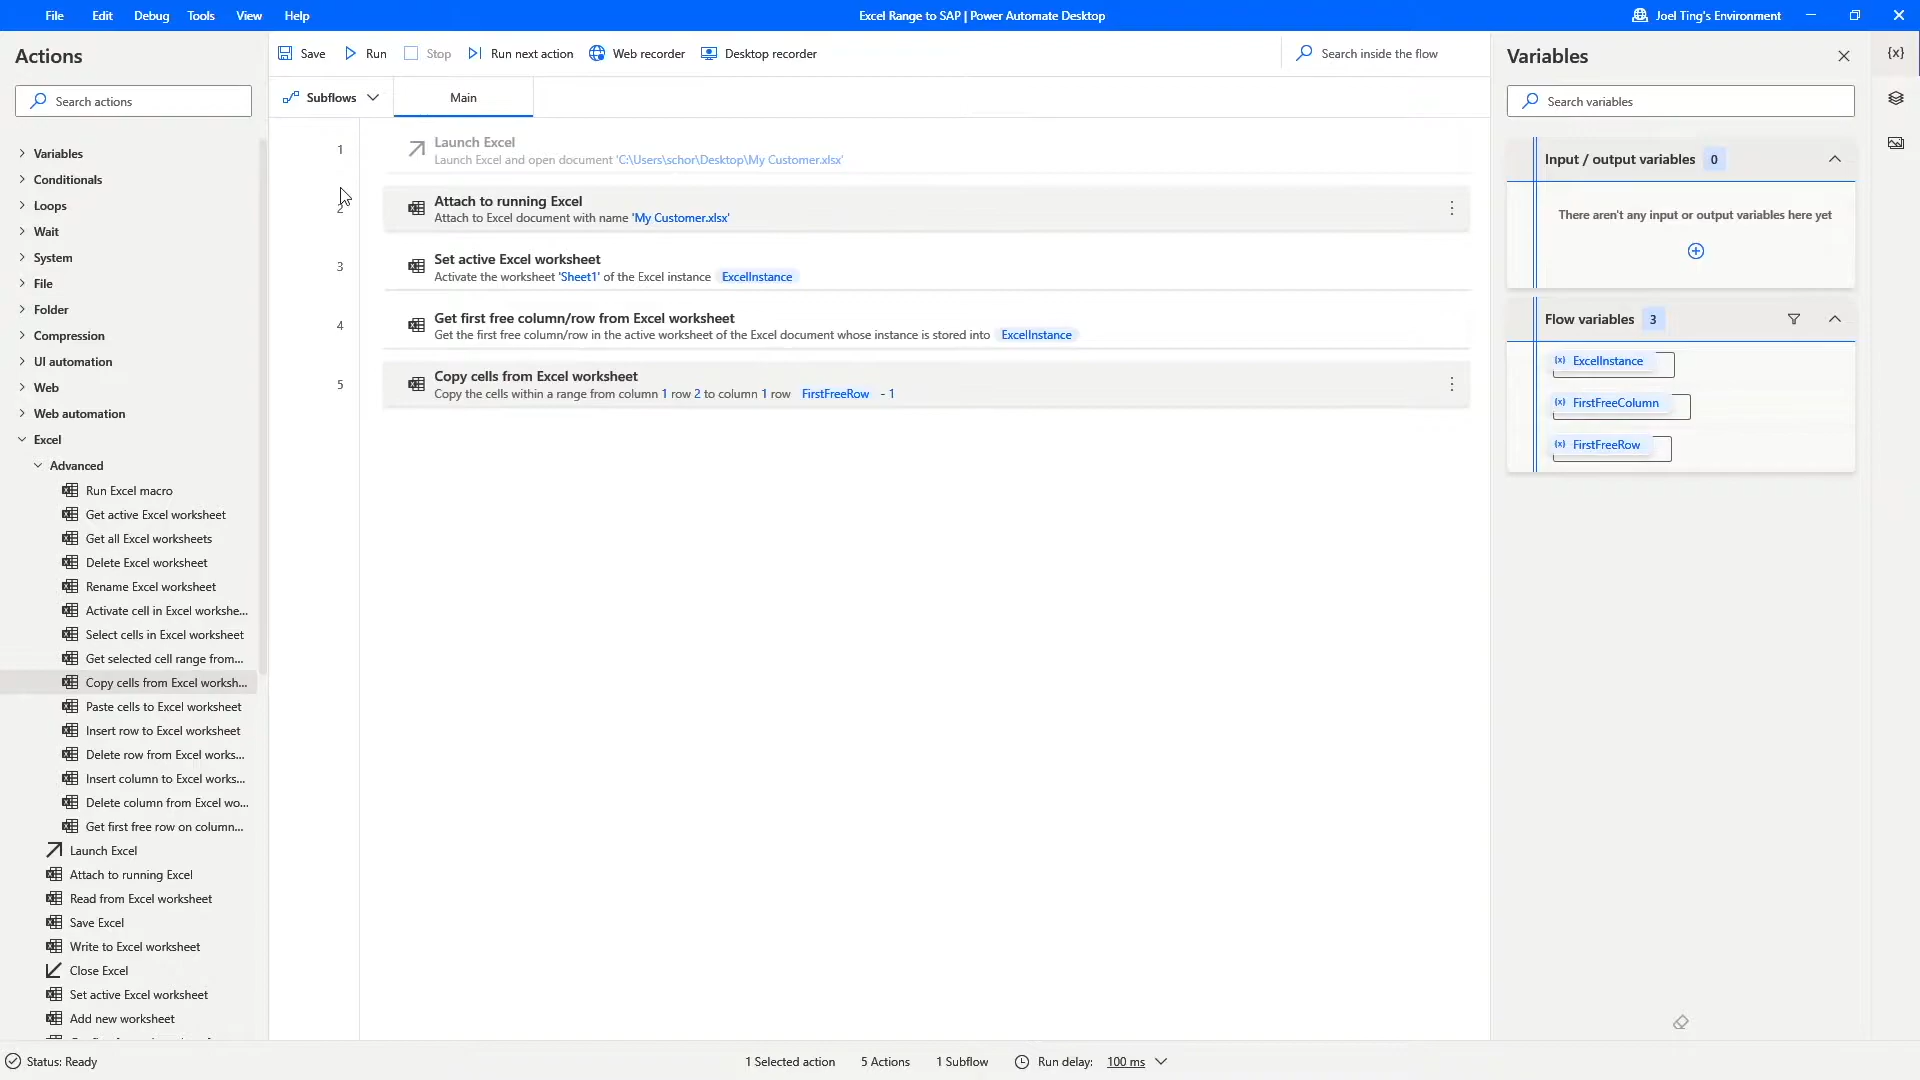 File Edit Debug Tools View Help
Excel Range to SAP | Power Automate Desktop
Joel Ting's Environment
Actions
Search actions
Variables
Conditionals
Loops
Wait
System
File
Folder
Compression
UI automation
Web
Web automation
Excel
Advanced
Run Excel macro
Get active Excel worksheet
Get all Excel worksheets
Delete Excel worksheet
Rename Excel worksheet
Activate cell in Excel workshe...
Select cells in Excel worksheet
Get selected cell range from...
Copy cells from Excel worksh...
Paste cells to Excel worksheet
Insert row to Excel worksheet
Delete row from Excel works...
Insert column to Excel works...
Delete column from Excel wo...
Get first free row on column...
Launch Excel
Attach to running Excel
Read from Excel worksheet
Save Excel
Write to Excel worksheet
Close Excel
Set active Excel worksheet
Add new worksheet
Save Run Stop Run next action Web recorder Desktop recorder
Search inside the flow
Subflows Main
1 Launch Excel
Launch Excel and open document 'C:\Users\schor\Desktop\My Customer.xlsx'
2 Attach to running Excel
Attach to Excel document with name 'My Customer.xlsx'
3 Set active Excel worksheet
Activate the worksheet 'Sheet1' of the Excel instance ExcelInstance
4 Get first free column/row from Excel worksheet
Get the first free column/row in the active worksheet of the Excel document whose instance is stored into ExcelInstance
5 Copy cells from Excel worksheet
Copy the cells within a range from column 1 row 2 to column 1 row FirstFreeRow - 1
Variables
{x}
Search variables
Input / output variables 0
There aren't any input or output variables here yet
Flow variables 3
(x) ExcelInstance
(x) FirstFreeColumn
(x) FirstFreeRow
Status: Ready
1 Selected action 5 Actions 1 Subflow Run delay: 100 ms